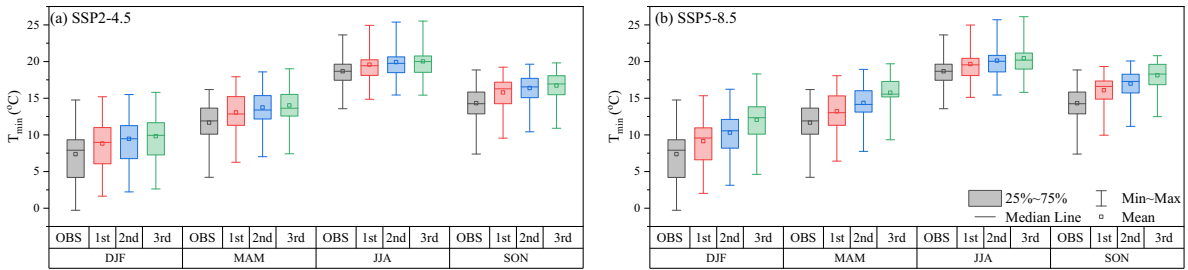 (a) SSP2-4.5
25
20
15
10
5
0
T_min (°C)
OBS 1st 2nd 3rd OBS 1st 2nd 3rd OBS 1st 2nd 3rd OBS 1st 2nd 3rd
DJF MAM JJA SON
(b) SSP5-8.5
25
20
15
10
5
0
T_min (°C)
25%~75% Min~Max
Median Line Mean
OBS 1st 2nd 3rd OBS 1st 2nd 3rd OBS 1st 2nd 3rd OBS 1st 2nd 3rd
DJF MAM JJA SON